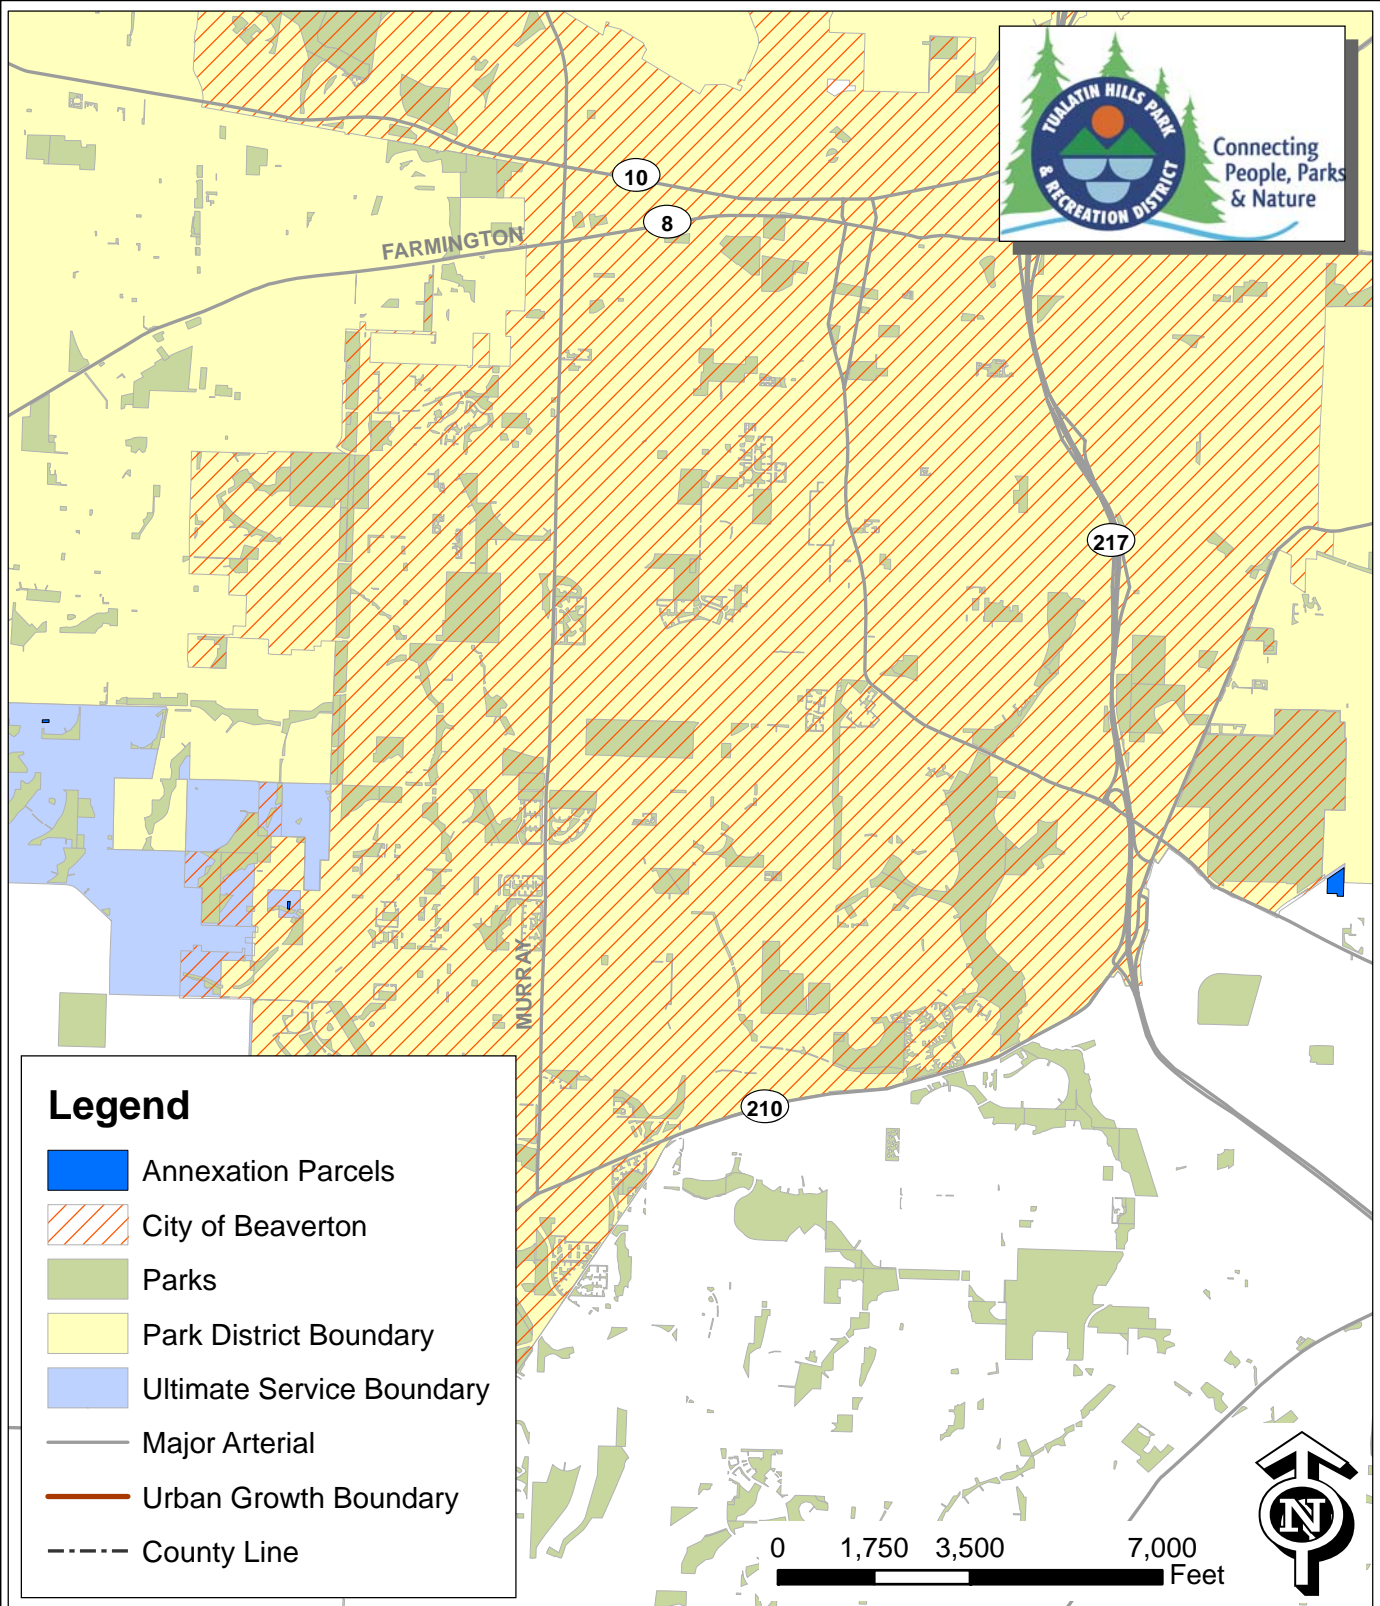 TUALATIN HILLS PARK
& RECREATION DISTRICT
Connecting
People, Parks
& Nature
10
8
FARMINGTON
217
MURRAY
210
Legend
Annexation Parcels
City of Beaverton
Parks
Park District Boundary
Ultimate Service Boundary
Major Arterial
Urban Growth Boundary
County Line
0 1,750 3,500 7,000
Feet
N